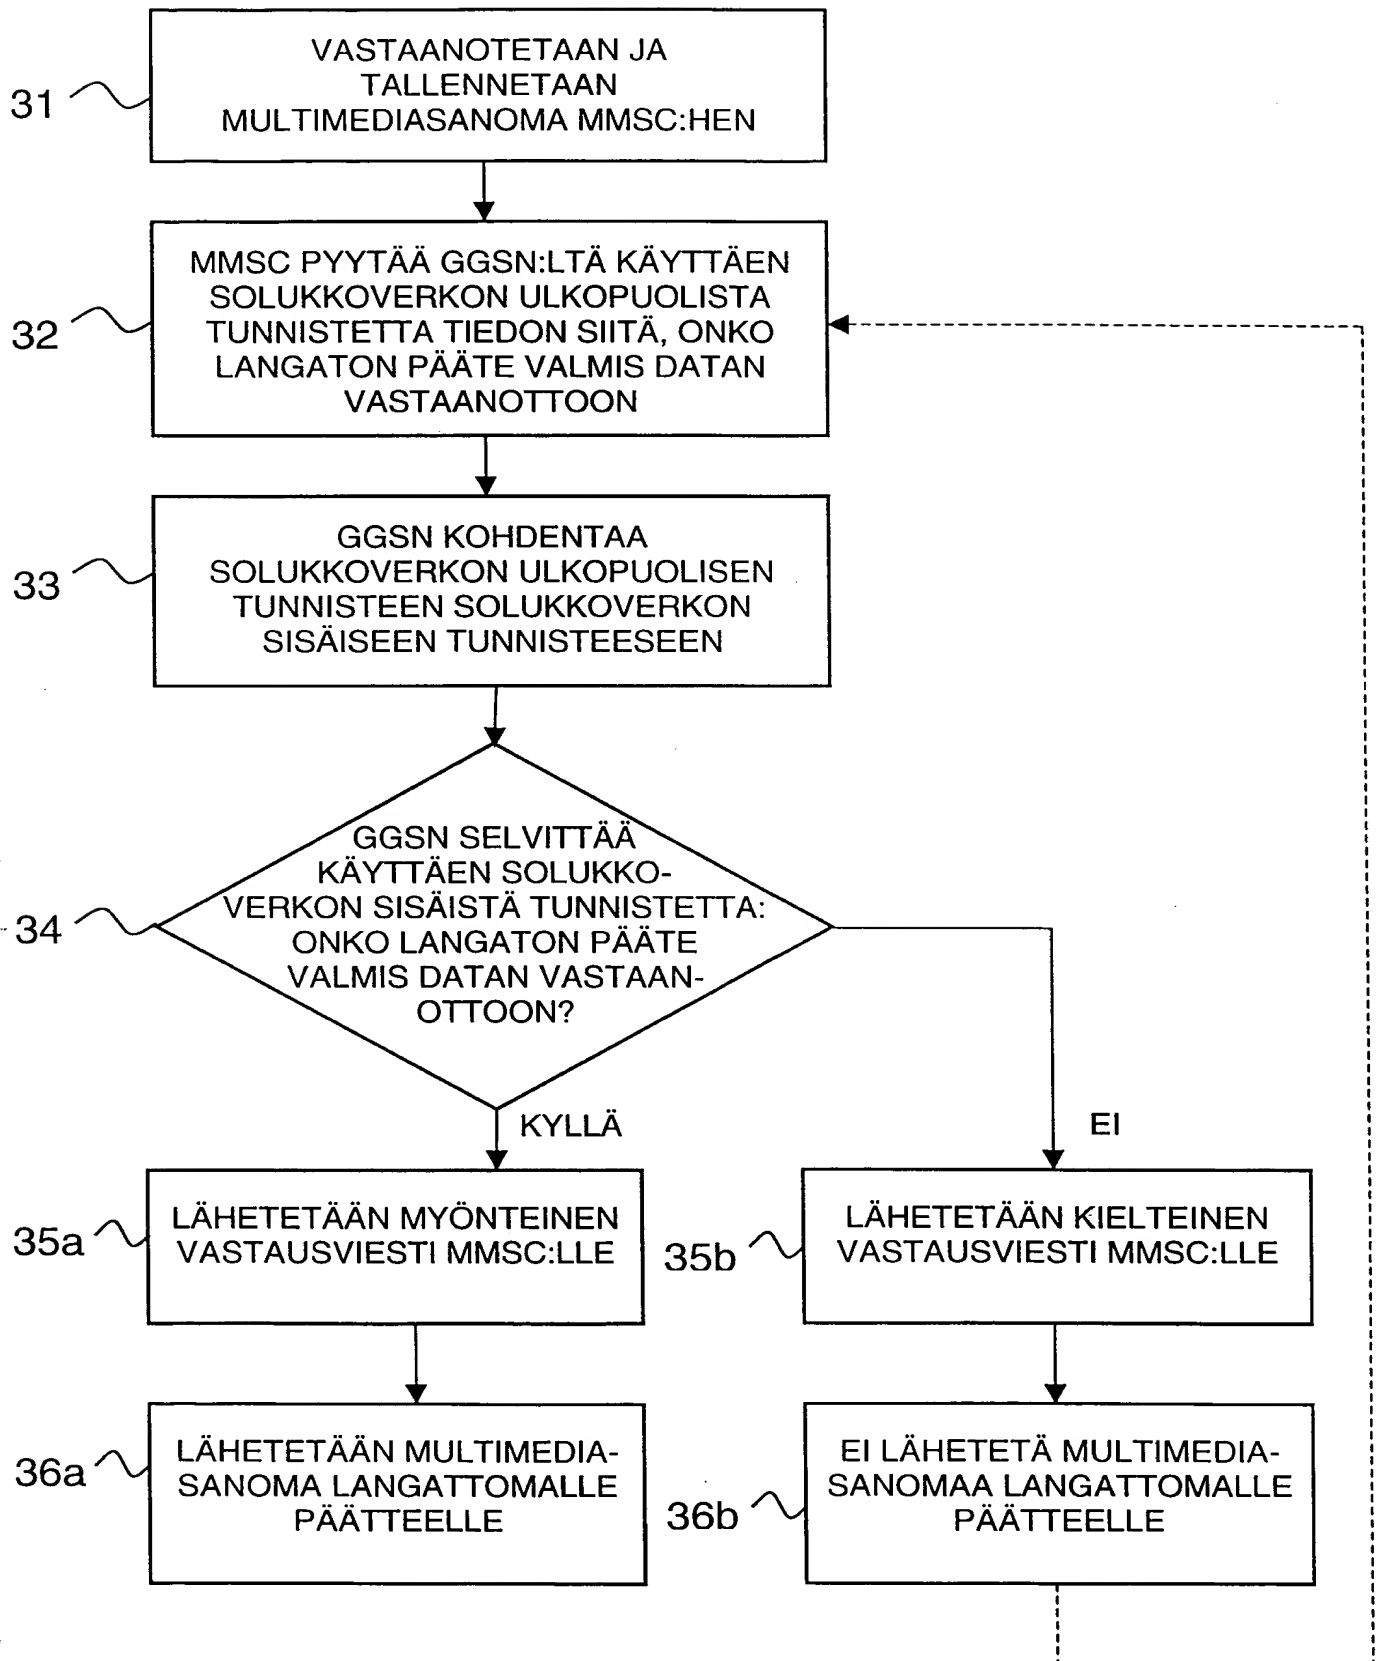 VASTAANOTETAAN JA
TALLENNETAAN
MULTIMEDIASANOMA MMSC:HEN
31
MMSC PYYTÄÄ GGSN:LTÄ KÄYTTÄEN
SOLUKKOVERKON ULKOPUOLISTA
TUNNISTETTA TIEDON SIITÄ, ONKO
LANGATON PÄÄTE VALMIS DATAN
VASTAANOTTOON
32
GGSN KOHDENTAA
SOLUKKOVERKON ULKOPUOLISEN
TUNNISTEEN SOLUKKOVERKON
SISÄISEEN TUNNISTEESEEN
33
GGSN SELVITTÄÄ
KÄYTTÄEN SOLUKKO-
VERKON SISÄISTÄ TUNNISTETTA:
ONKO LANGATON PÄÄTE
VALMIS DATAN VASTAAN-
OTTOON?
34
KYLLÄ
EI
LÄHETETÄÄN MYÖNTEINEN
VASTAUSVIESTI MMSC:LLE
35a
LÄHETETÄÄN KIELTEINEN
VASTAUSVIESTI MMSC:LLE
35b
LÄHETETÄÄN MULTIMEDIA-
SANOMA LANGATTOMALLE
PÄÄTTEELLE
36a
EI LÄHETETÄ MULTIMEDIA-
SANOMAA LANGATTOMALLE
PÄÄTTEELLE
36b